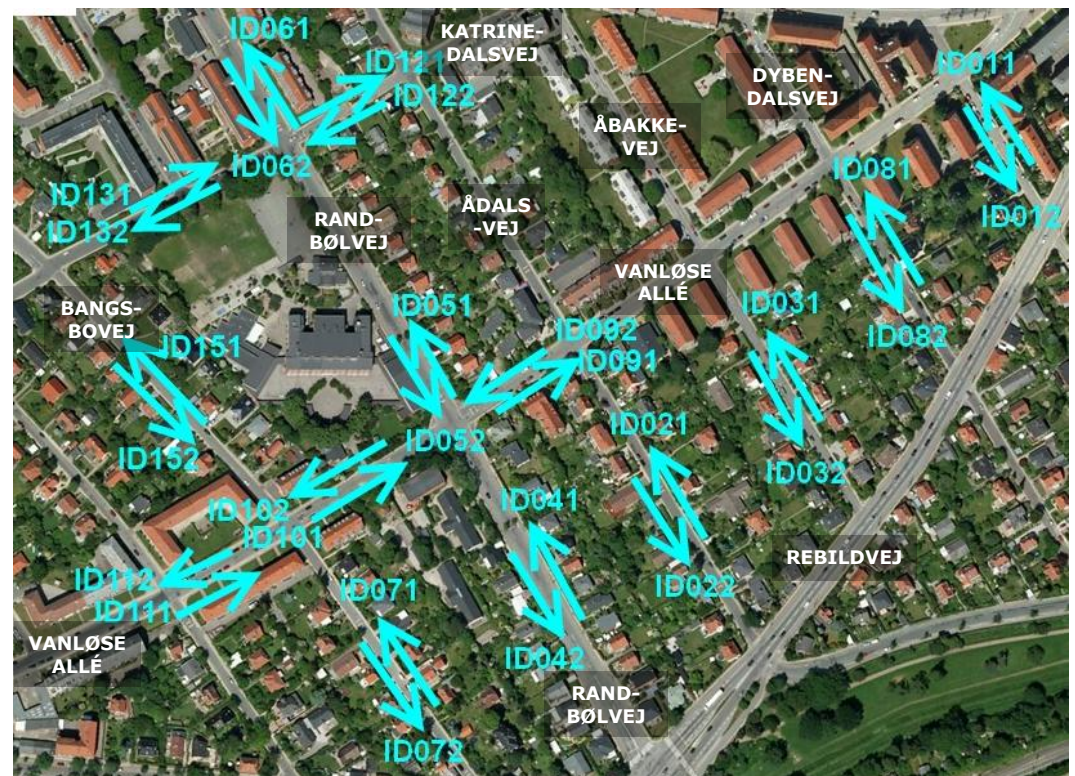 ID061
KATRINE-
DALSVEJ
ID121
ID122
DYBEN-
DALSVEJ
ID011
ÅBAKKE-
VEJ
ID062
ID131
ID132
ID081
ID012
RAND-
BØLVEJ
ÅDALS
-VEJ
VANLØSE
ALLÉ
BANGS-
BOVEJ
ID151
ID051
ID031
ID092
ID091
ID082
ID052
ID021
ID152
ID032
ID102
ID101
ID041
REBILDVEJ
ID112
ID111
ID071
ID022
VANLØSE
ALLÉ
ID042
RAND-
BØLVEJ
ID072